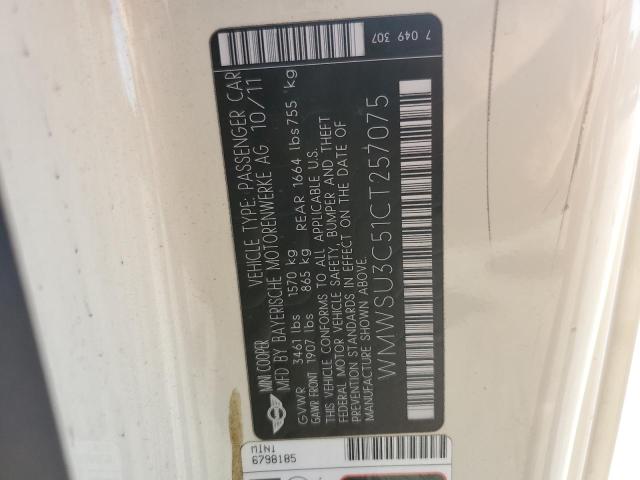 VEHICLE TYPE: PASSENGER CAR
MINI COOPER
MFD BY BAYERISCHE MOTORENWERKE AG 10/11
GVWR 3461 lbs 1570 kg
GAWR FRONT 1907 lbs 865 kg REAR 1664 lbs 755 kg
THIS VEHICLE CONFORMS TO ALL APPLICABLE U.S.
FEDERAL MOTOR VEHICLE SAFETY, BUMPER AND THEFT
PREVENTION STANDARDS IN EFFECT ON THE DATE OF
MANUFACTURE SHOWN ABOVE.
WMWSU3C51CT257075
7 049 307
MINI
6798185